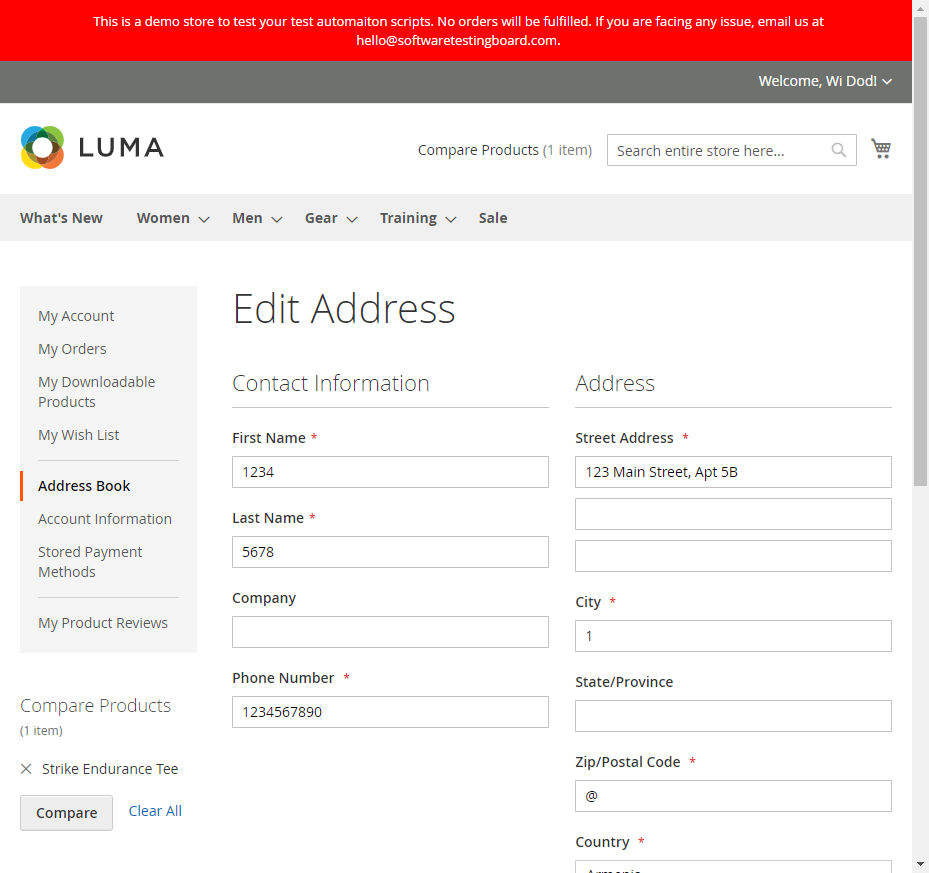 This is a demo store to test your test automaiton scripts. No orders will be fulfilled. If you are facing any issue, email us at
hello@softwaretestingboard.com.
Welcome, Wi Dod!
LUMA
Compare Products (1 item)
Search entire store here...
What's New
Women
Men
Gear
Training
Sale
My Account
My Orders
My Downloadable
Products
My Wish List
Address Book
Account Information
Stored Payment
Methods
My Product Reviews
Compare Products
(1 item)
Strike Endurance Tee
Compare
Clear All
Edit Address
Contact Information
First Name *
1234
Last Name *
5678
Company
Phone Number *
1234567890
Address
Street Address *
123 Main Street, Apt 5B
City *
1
State/Province
Zip/Postal Code *
@
Country *
Armenia